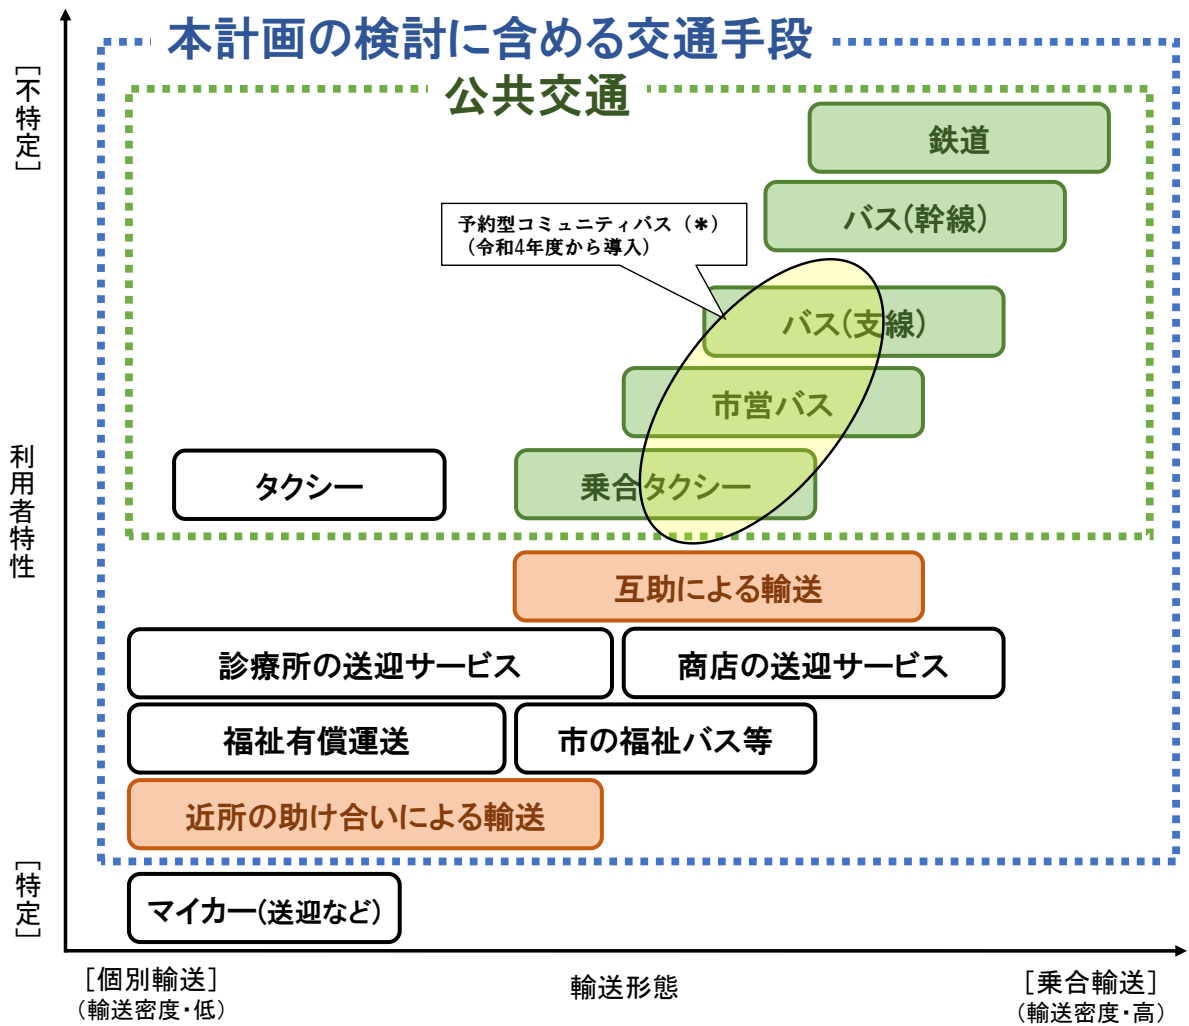 本計画の検討に含める交通手段
公共交通
[不特定]
鉄道
バス(幹線)
予約型コミュニティバス（＊）
（令和4年度から導入）
バス(支線)
市営バス
利用者特性
タクシー
乗合タクシー
互助による輸送
診療所の送迎サービス
商店の送迎サービス
福祉有償運送
市の福祉バス等
近所の助け合いによる輸送
[特定]
マイカー(送迎など)
[個別輸送]
（輸送密度・低）
輸送形態
[乗合輸送]
（輸送密度・高）